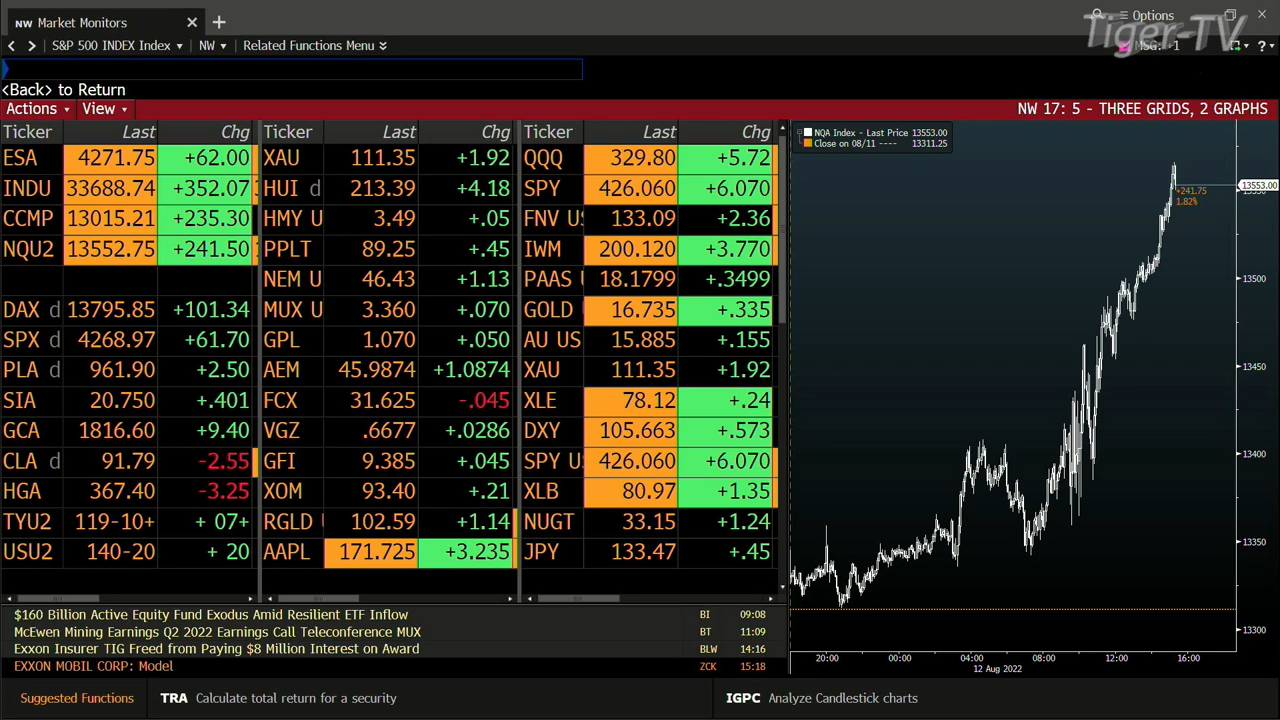 NW Market Monitors
Options
Tiger-TV
S&P 500 INDEX Index NW Related Functions Menu
MSG: +1
?
<Back> to Return
Actions View NW 17: 5 - THREE GRIDS, 2 GRAPHS
Ticker Last Chg Ticker Last Chg Ticker Last Chg
ESA 4271.75 +62.00 XAU 111.35 +1.92 QQQ 329.80 +5.72
INDU 33688.74 +352.07 HUI d 213.39 +4.18 SPY 426.060 +6.070
CCMP 13015.21 +235.30 HMY U 3.49 +.05 FNV US 133.09 +2.36
NQU2 13552.75 +241.50 PPLT 89.25 +.45 IWM 200.120 +3.770
NEM U 46.43 +1.13 PAAS U 18.1799 +.3499
DAX d 13795.85 +101.34 MUX U 3.360 +.070 GOLD 16.735 +.335
SPX d 4268.97 +61.70 GPL 1.070 +.050 AU US 15.885 +.155
PLA d 961.90 +2.50 AEM 45.9874 +1.0874 XAU 111.35 +1.92
SIA 20.750 +.401 FCX 31.625 -.045 XLE 78.12 +.24
GCA 1816.60 +9.40 VGZ .6677 +.0286 DXY 105.663 +.573
CLA d 91.79 -2.55 GFI 9.385 +.045 SPY US 426.060 +6.070
HGA 367.40 -3.25 XOM 93.40 +.21 XLB 80.97 +1.35
TYU2 119-10+ + 07+ RGLD U 102.59 +1.14 NUGT 33.15 +1.24
USU2 140-20 + 20 AAPL 171.725 +3.235 JPY 133.47 +.45
NQA Index - Last Price 13553.00
Close on 08/11 ---- 13311.25
13553.00
13550
+241.75
1.82%
13500
13450
13400
13350
13300
20:00 00:00 04:00 08:00 12:00 16:00
12 Aug 2022
$160 Billion Active Equity Fund Exodus Amid Resilient ETF Inflow BI 09:08
McEwen Mining Earnings Q2 2022 Earnings Call Teleconference MUX BT 11:09
Exxon Insurer TIG Freed from Paying $8 Million Interest on Award BLW 14:16
EXXON MOBIL CORP: Model ZCK 15:18
Suggested Functions TRA Calculate total return for a security IGPC Analyze Candlestick charts